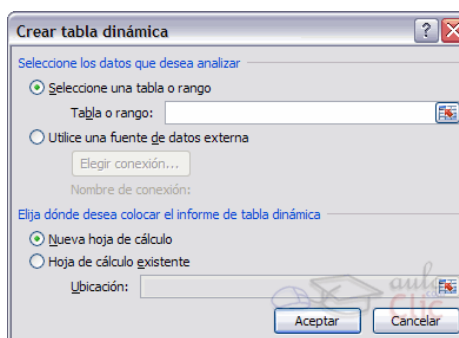 Crear tabla dinámica
Seleccione los datos que desea analizar
Seleccione una tabla o rango
Tabla o rango:
Utilice una fuente de datos externa
Elegir conexión...
Nombre de conexión:
Elija dónde desea colocar el informe de tabla dinámica
Nueva hoja de cálculo
Hoja de cálculo existente
Ubicación:
aula
Clic
Aceptar
Cancelar